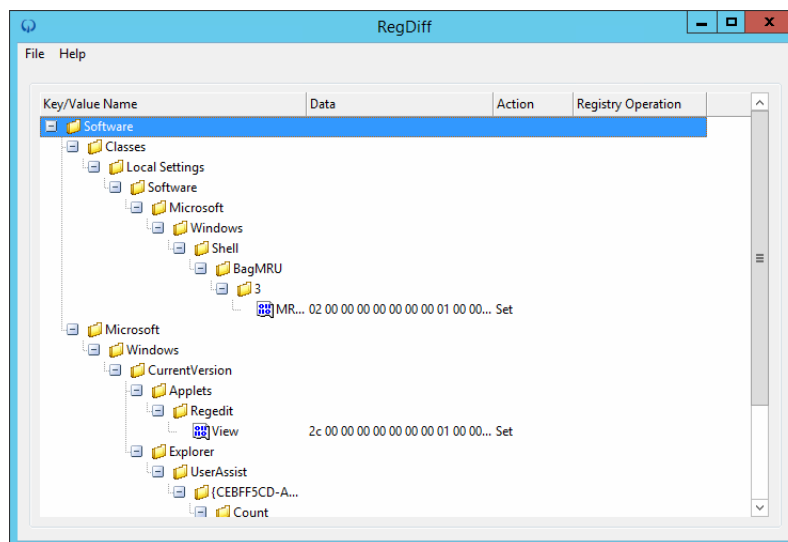 RegDiff
File Help
Key/Value Name Data Action Registry Operation
Software
Classes
Local Settings
Software
Microsoft
Windows
Shell
BagMRU
3
MR... 02 00 00 00 00 00 00 00 01 00 00... Set
Microsoft
Windows
CurrentVersion
Applets
Regedit
View 2c 00 00 00 00 00 00 00 01 00 00... Set
Explorer
UserAssist
{CEBFF5CD-A...
Count